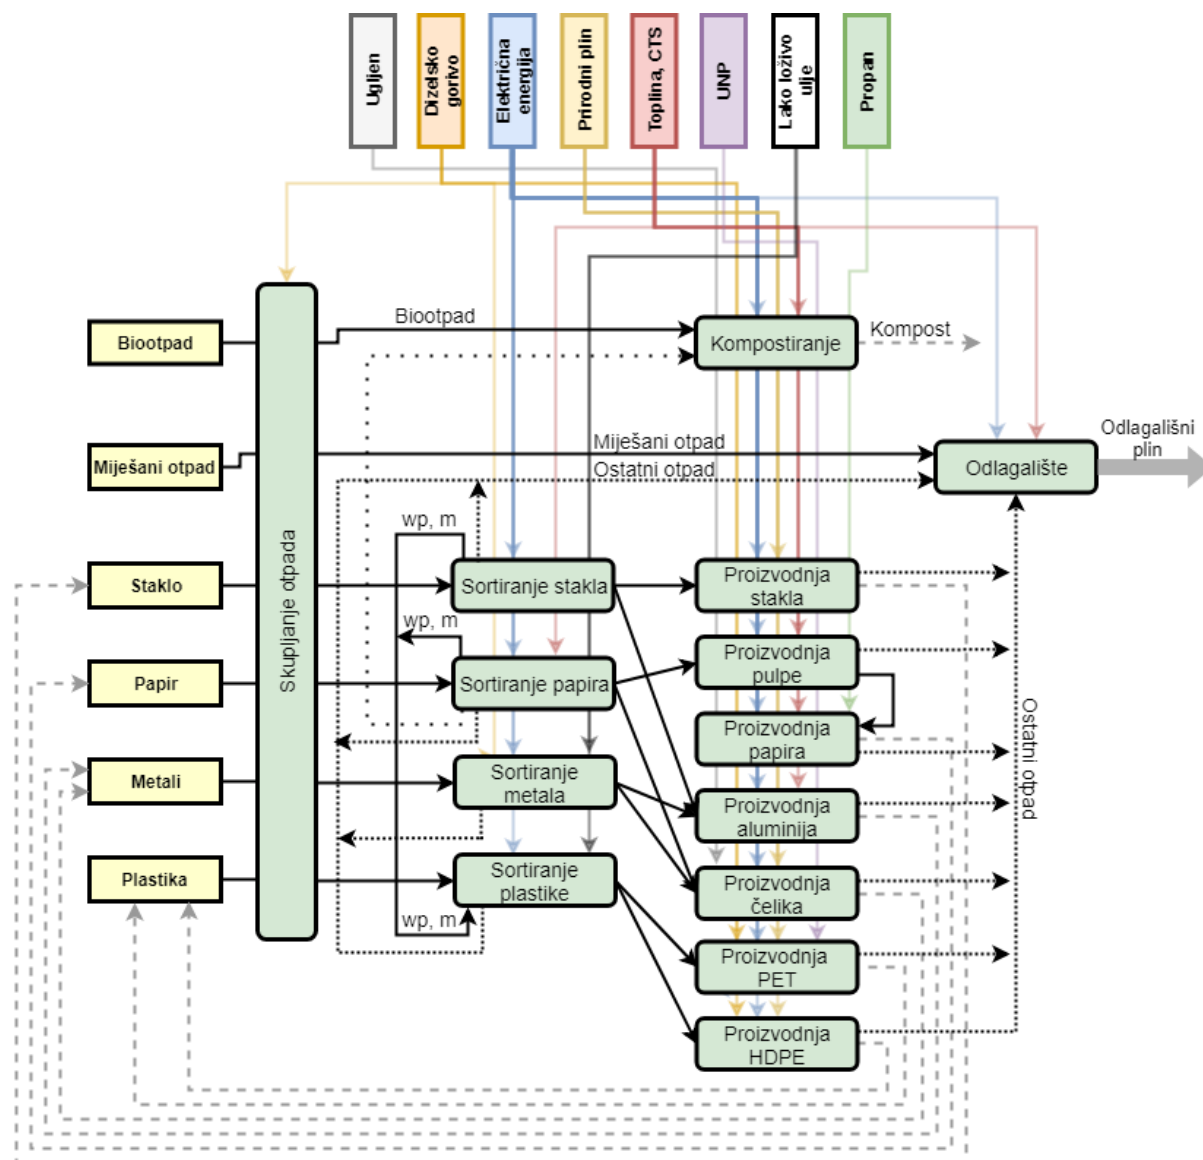 Ugljen
Dizelsko
gorivo
Električna
energija
Prirodni plin
Toplina, CTS
UNP
Lako loživo
ulje
Propan
Biootpad
Biootpad
Kompostiranje
Kompost
Miješani otpad
Miješani otpad
Ostatni otpad
Odlagalište
Odlagališni
plin
Skupljanje otpada
wp, m
Staklo
Sortiranje stakla
Proizvodnja
stakla
wp, m
Papir
Sortiranje papira
Proizvodnja
pulpe
Proizvodnja
papira
Ostatni otpad
Metali
Sortiranje
metala
Proizvodnja
aluminija
Plastika
Sortiranje
plastike
Proizvodnja
čelika
wp, m
Proizvodnja
PET
Proizvodnja
HDPE